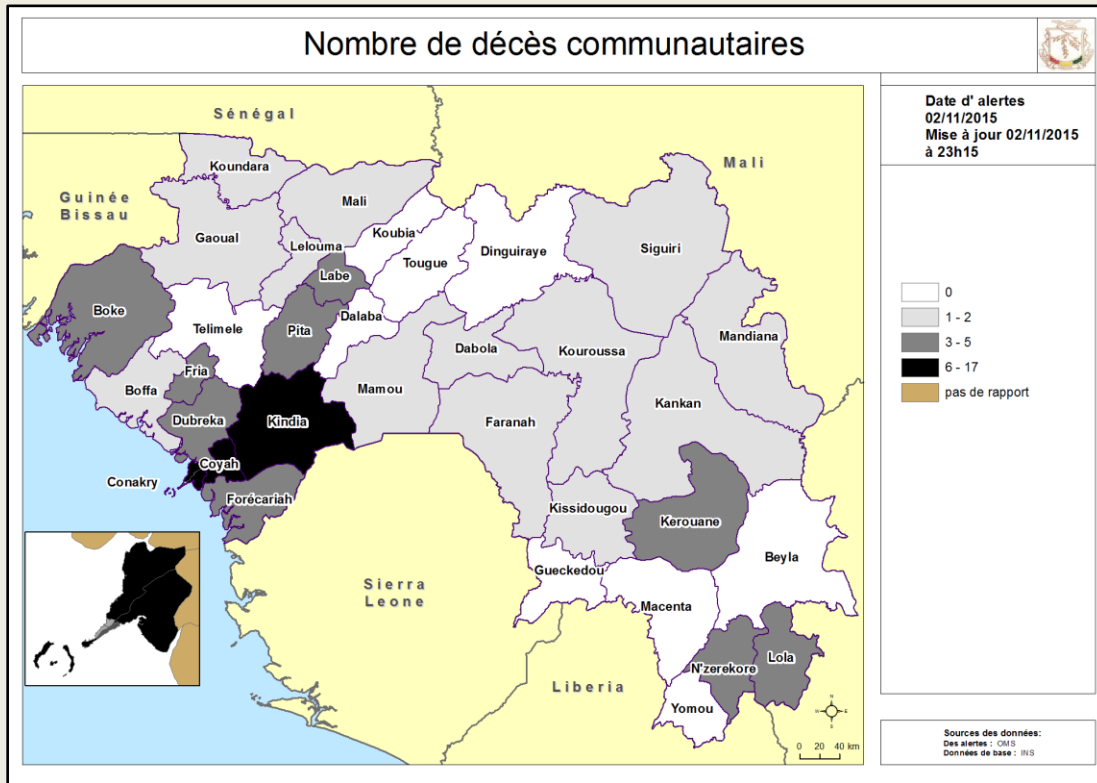 Nombre de décès communautaires
Date d' alertes
02/11/2015
Mise à jour 02/11/2015
à 23h15
0
1 - 2
3 - 5
6 - 17
pas de rapport
Sénégal
Mali
Guinée
Bissau
Koundara
Mali
Gaoual
Koubia
Lelouma
Tougue
Dinguiraye
Siguiri
Labe
Boke
Telimele
Pita
Dalaba
Mandiana
Dabola
Kouroussa
Fria
Boffa
Mamou
Kankan
Dubreka
Kindia
Faranah
Coyah
Conakry
Forécariah
Kissidougou
Kerouane
Beyla
Gueckedou
Sierra
Leone
Macenta
N'zerekore
Lola
Liberia
Yomou
N
W
E
S
0 20 40 km
Sources des données:
Des alertes : OMS
Données de base : INS